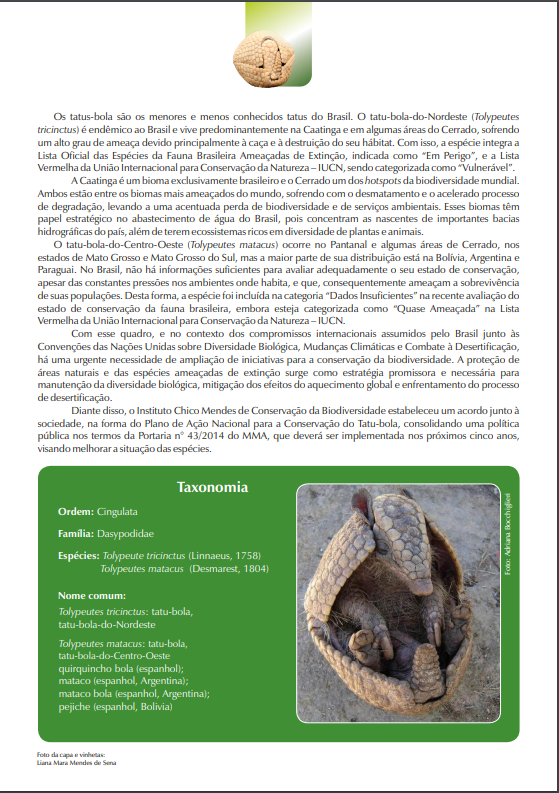 Os tatus-bola são os menores e menos conhecidos tatus do Brasil. O tatu-bola-do-Nordeste (Tolypeutes
tricinctus) é endêmico ao Brasil e vive predominantemente na Caatinga e em algumas áreas do Cerrado, sofrendo
um alto grau de ameaça devido principalmente à caça e à destruição do seu hábitat. Com isso, a espécie integra a
Lista Oficial das Espécies da Fauna Brasileira Ameaçadas de Extinção, indicada como “Em Perigo”, e a Lista
Vermelha da União Internacional para Conservação da Natureza – IUCN, sendo categorizada como “Vulnerável”.
A Caatinga é um bioma exclusivamente brasileiro e o Cerrado um dos hotspots da biodiversidade mundial.
Ambos estão entre os biomas mais ameaçados do mundo, sofrendo com o desmatamento e o acelerado processo
de degradação, levando a uma acentuada perda de biodiversidade e de serviços ambientais. Esses biomas têm
papel estratégico no abastecimento de água do Brasil, pois concentram as nascentes de importantes bacias
hidrográficas do país, além de terem ecossistemas ricos em diversidade de plantas e animais.
O tatu-bola-do-Centro-Oeste (Tolypeutes matacus) ocorre no Pantanal e algumas áreas de Cerrado, nos
estados de Mato Grosso e Mato Grosso do Sul, mas a maior parte de sua distribuição está na Bolívia, Argentina e
Paraguai. No Brasil, não há informações suficientes para avaliar adequadamente o seu estado de conservação,
apesar das constantes pressões nos ambientes onde habita, e que, consequentemente, ameaçam a sobrevivência
de suas populações. Desta forma, a espécie foi incluída na categoria “Dados Insuficientes” na recente avaliação do
estado de conservação da fauna brasileira, embora esteja categorizada como “Quase Ameaçada” na Lista
Vermelha da União Internacional para Conservação da Natureza – IUCN.
Com esse quadro, e no contexto dos compromissos internacionais assumidos pelo Brasil junto às
Convenções das Nações Unidas sobre Diversidade Biológica, Mudanças Climáticas e Combate à Desertificação,
há uma urgente necessidade de ampliação de iniciativas para a conservação da biodiversidade. A proteção de
áreas naturais e das espécies ameaçadas de extinção surge como estratégia promissora e necessária para
manutenção da diversidade biológica, mitigação dos efeitos do aquecimento global e enfrentamento do processo
de desertificação.
Diante disso, o Instituto Chico Mendes de Conservação da Biodiversidade estabeleceu um acordo junto à
sociedade, na forma do Plano de Ação Nacional para a Conservação do Tatu-bola, consolidando uma política
pública nos termos da Portaria n° 43/2014 do MMA, que deverá ser implementada nos próximos cinco anos,
visando melhorar a situação das espécies.
Taxonomia
Ordem: Cingulata
Família: Dasypodidae
Espécies: Tolypeute tricinctus (Linnaeus, 1758)
Tolypeutes matacus (Desmarest, 1804)
Nome comum:
Tolypeutes tricinctus: tatu-bola,
tatu-bola-do-Nordeste
Tolypeutes matacus: tatu-bola,
tatu-bola-do-Centro-Oeste
quirquincho bola (espanhol);
mataco (espanhol, Argentina);
mataco bola (espanhol, Argentina);
pejiche (espanhol, Bolivia)
Foto: Adriana Bocchiglieri
Foto da capa e vinhetas:
Liana Mara Mendes de Sena